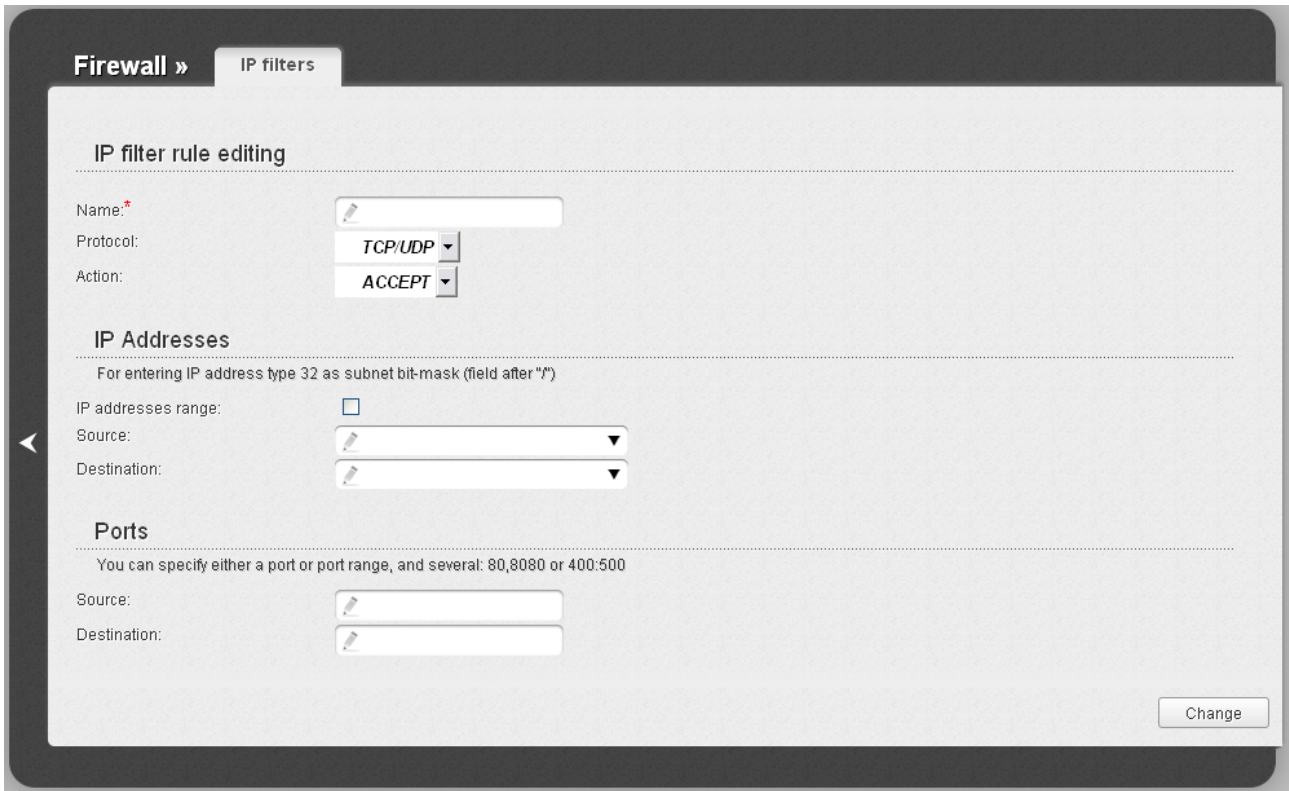 Firewall » IP filters
IP filter rule editing
Name:*
Protocol: TCP/UDP
Action: ACCEPT
IP Addresses
For entering IP address type 32 as subnet bit-mask (field after "/")
IP addresses range:
Source:
Destination:
Ports
You can specify either a port or port range, and several: 80,8080 or 400:500
Source:
Destination:
Change